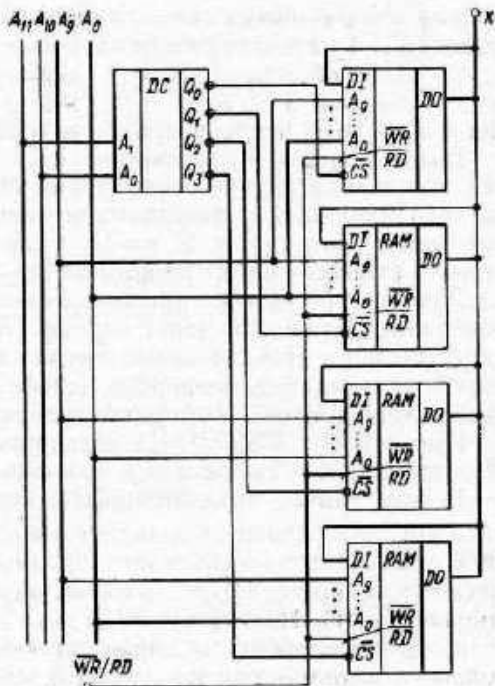 A₁₁ A₁₀ A₉ A₀ X
DC
Q₀
Q₁
Q₂
Q₃
A₁
A₀
DI
A₉
A₀
CS
WR
RD
DO
DI RAM
A₉
A₀
CS
WR
RD
DO
DI RAM
A₉
A₀
CS
WR
RD
DO
DI RAM
A₉
A₀
CS
WR
RD
DO
WR/RD